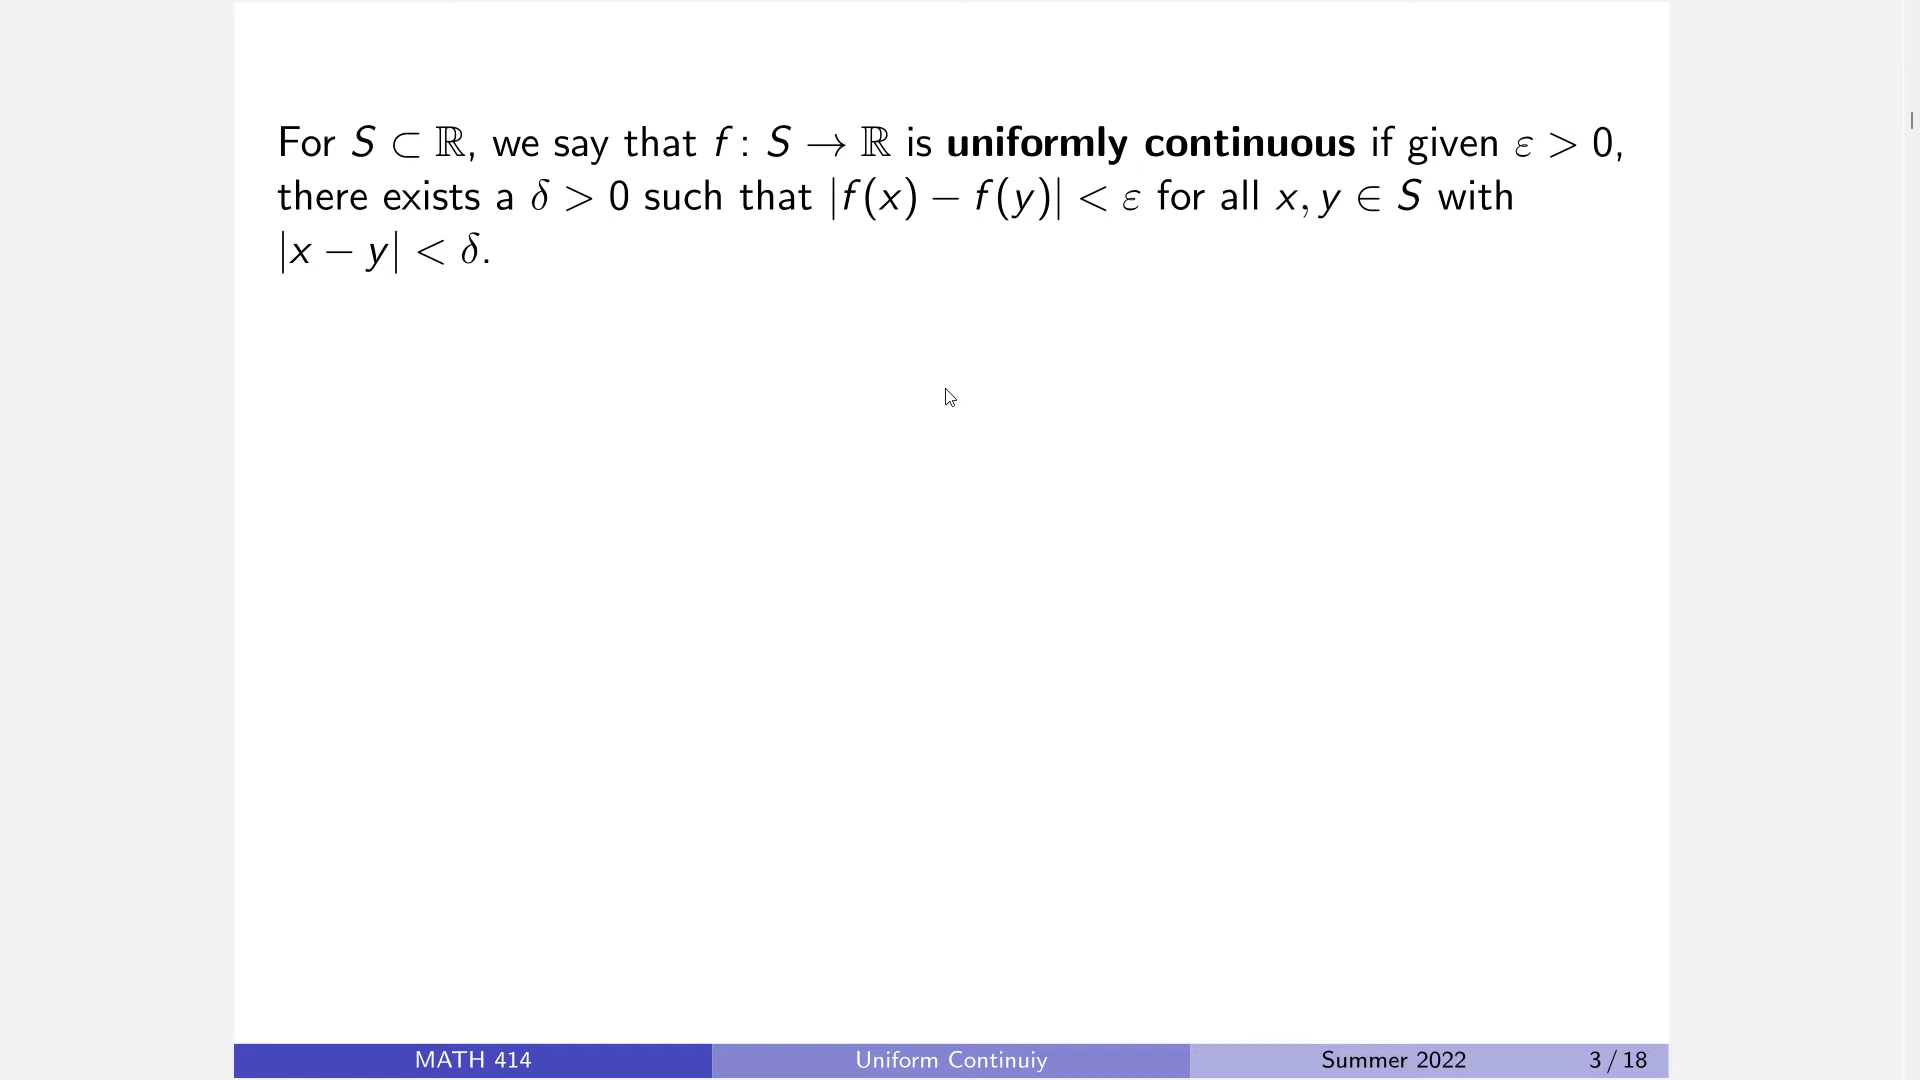 For S ⊂ ℝ, we say that f : S → ℝ is uniformly continuous if given ε > 0,
there exists a δ > 0 such that |f(x) − f(y)| < ε for all x, y ∈ S with
|x − y| < δ.
MATH 414 Uniform Continuiy Summer 2022 3 / 18